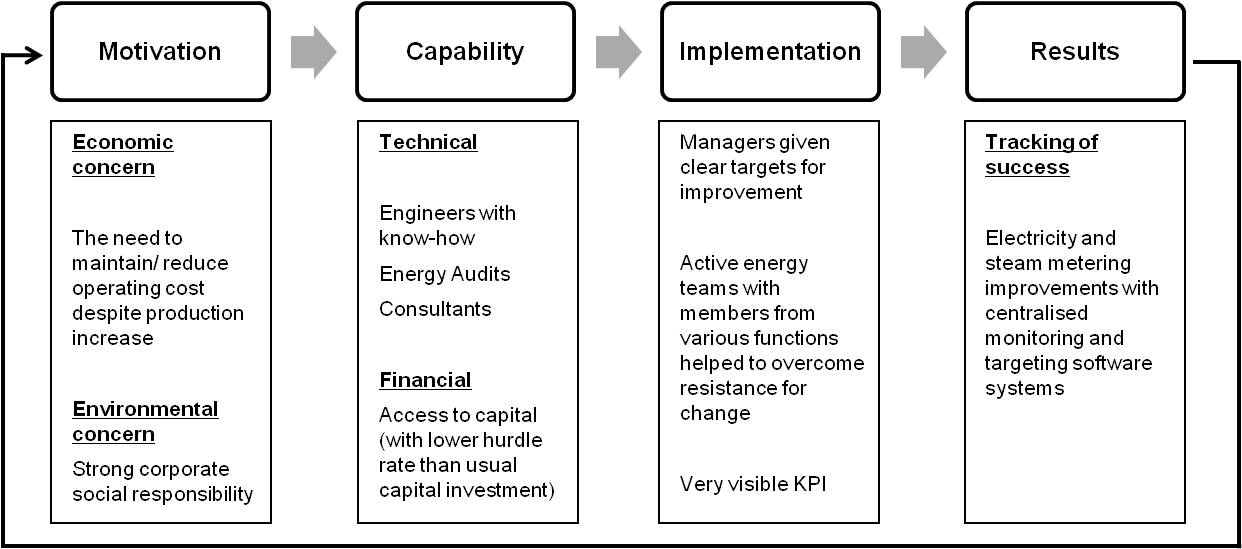 Motivation
Capability
Implementation
Results
Economic
concern
The need to
maintain/ reduce
operating cost
despite production
increase
Environmental
concern
Strong corporate
social responsibility
Technical
Engineers with
know-how
Energy Audits
Consultants
Financial
Access to capital
(with lower hurdle
rate than usual
capital investment)
Managers given
clear targets for
improvement
Active energy
teams with
members from
various functions
helped to overcome
resistance for
change
Very visible KPI
Tracking of
success
Electricity and
steam metering
improvements with
centralised
monitoring and
targeting software
systems